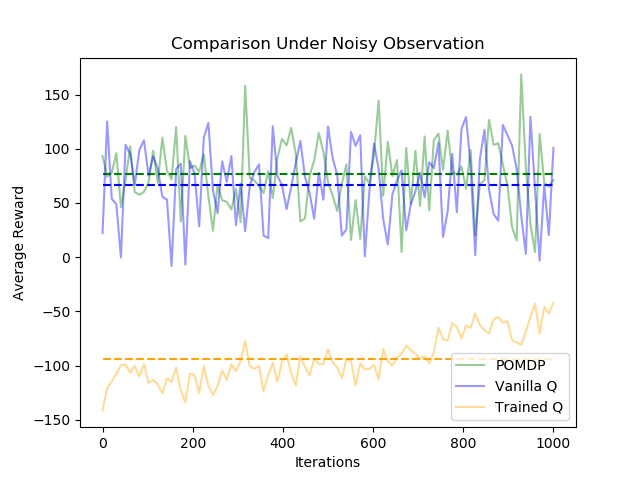 Comparison Under Noisy Observation
Average Reward
150
100
50
0
−50
−100
−150
0
200
400
600
800
1000
Iterations
POMDP
Vanilla Q
Trained Q